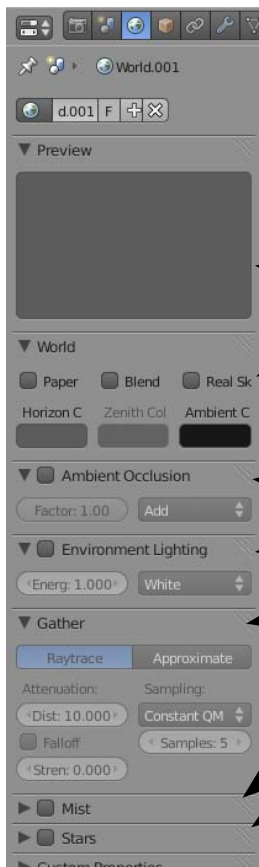 World.001
d.001 F
Preview
World
Paper Blend Real Sk
Horizon C Zenith Col Ambient C
Ambient Occlusion
Factor: 1.00 Add
Environment Lighting
Energ: 1.000 White
Gather
Raytrace Approximate
Attenuation: Sampling:
Dist: 10.000 Constant QM
Falloff Samples: 5
Stren: 0.000
Mist
Stars
Custom Properties